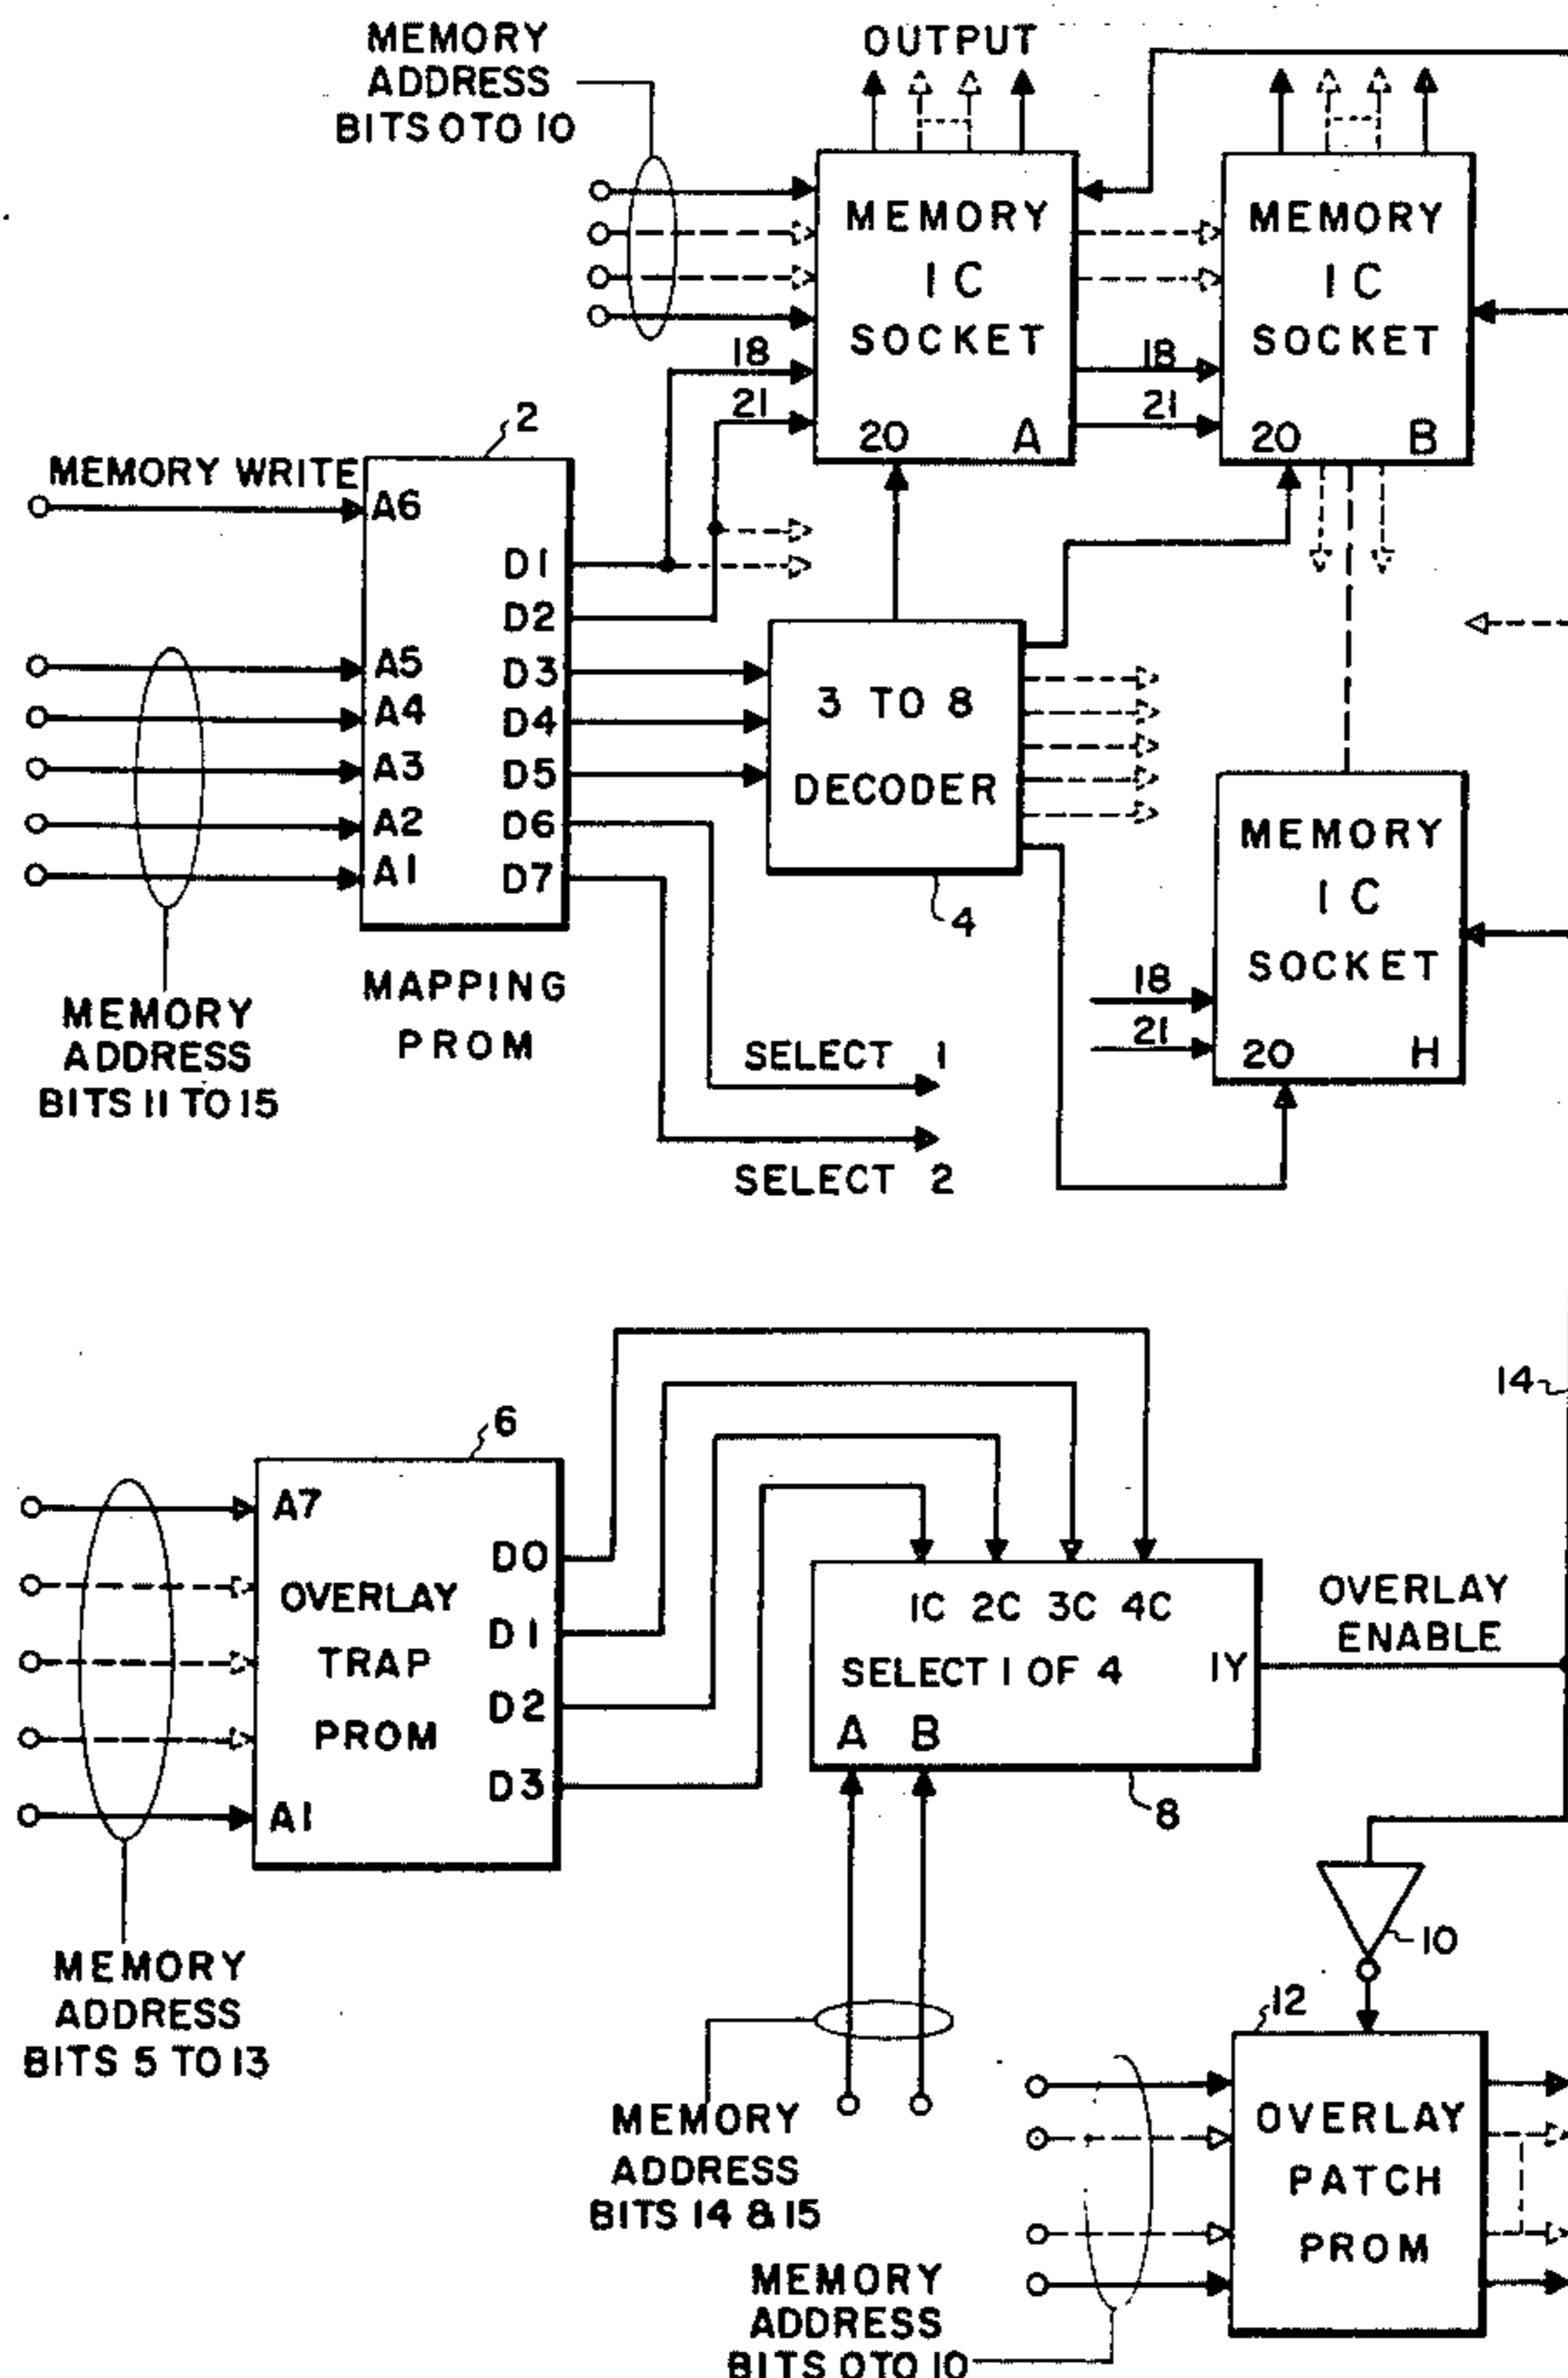 MEMORY
ADDRESS
BITS 0 TO 10
OUTPUT
MEMORY
IC
SOCKET
20 A
MEMORY
IC
SOCKET
20 B
18
21
18
21
2
MEMORY WRITE
A6
A5
A4
A3
A2
A1
D1
D2
D3
D4
D5
D6
D7
MAPPING
PROM
MEMORY
ADDRESS
BITS 11 TO 15
3 TO 8
DECODER
4
SELECT 1
SELECT 2
MEMORY
IC
SOCKET
20 H
18
21
14
6
A7
OVERLAY
TRAP
PROM
A1
D0
D1
D2
D3
MEMORY
ADDRESS
BITS 5 TO 13
1C 2C 3C 4C
SELECT 1 OF 4
1Y
A B
8
OVERLAY
ENABLE
10
12
MEMORY
ADDRESS
BITS 14 & 15
OVERLAY
PATCH
PROM
MEMORY
ADDRESS
BITS 0 TO 10